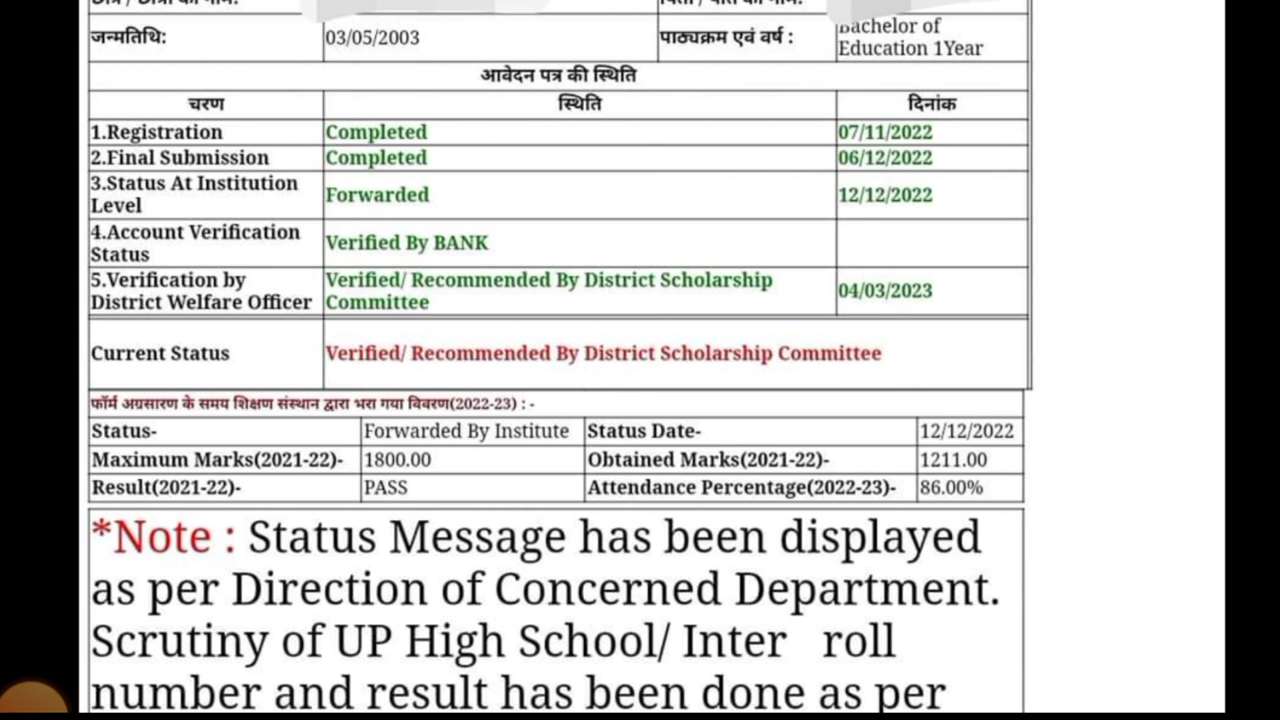 छात्र / छात्रा का नाम: पिता / पति का नाम:
जन्मतिथि: 03/05/2003 पाठ्यक्रम एवं वर्ष : Bachelor of
Education 1Year
आवेदन पत्र की स्थिति
चरण स्थिति दिनांक
1.Registration Completed 07/11/2022
2.Final Submission Completed 06/12/2022
3.Status At Institution
Level Forwarded 12/12/2022
4.Account Verification
Status Verified By BANK
5.Verification by
District Welfare Officer Verified/ Recommended By District Scholarship
Committee 04/03/2023
Current Status Verified/ Recommended By District Scholarship Committee
फॉर्म अग्रसारण के समय शिक्षण संस्थान द्वारा भरा गया विवरण(2022-23) : -
Status- Forwarded By Institute Status Date- 12/12/2022
Maximum Marks(2021-22)- 1800.00 Obtained Marks(2021-22)- 1211.00
Result(2021-22)- PASS Attendance Percentage(2022-23)- 86.00%
*Note : Status Message has been displayed
as per Direction of Concerned Department.
Scrutiny of UP High School/ Inter roll
number and result has been done as per